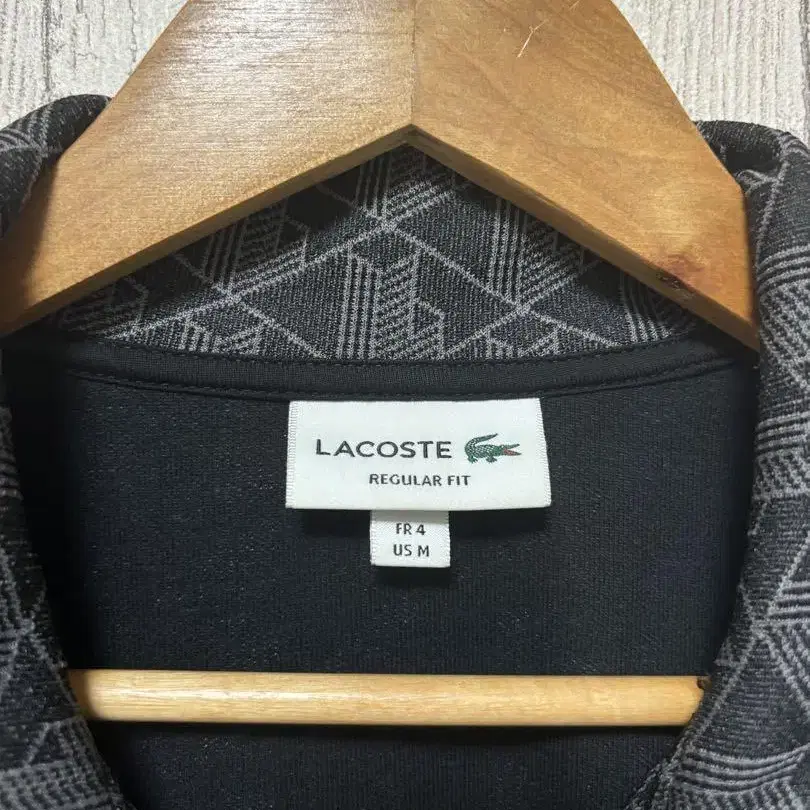 LACOSTE
REGULAR FIT
FR 4
US M